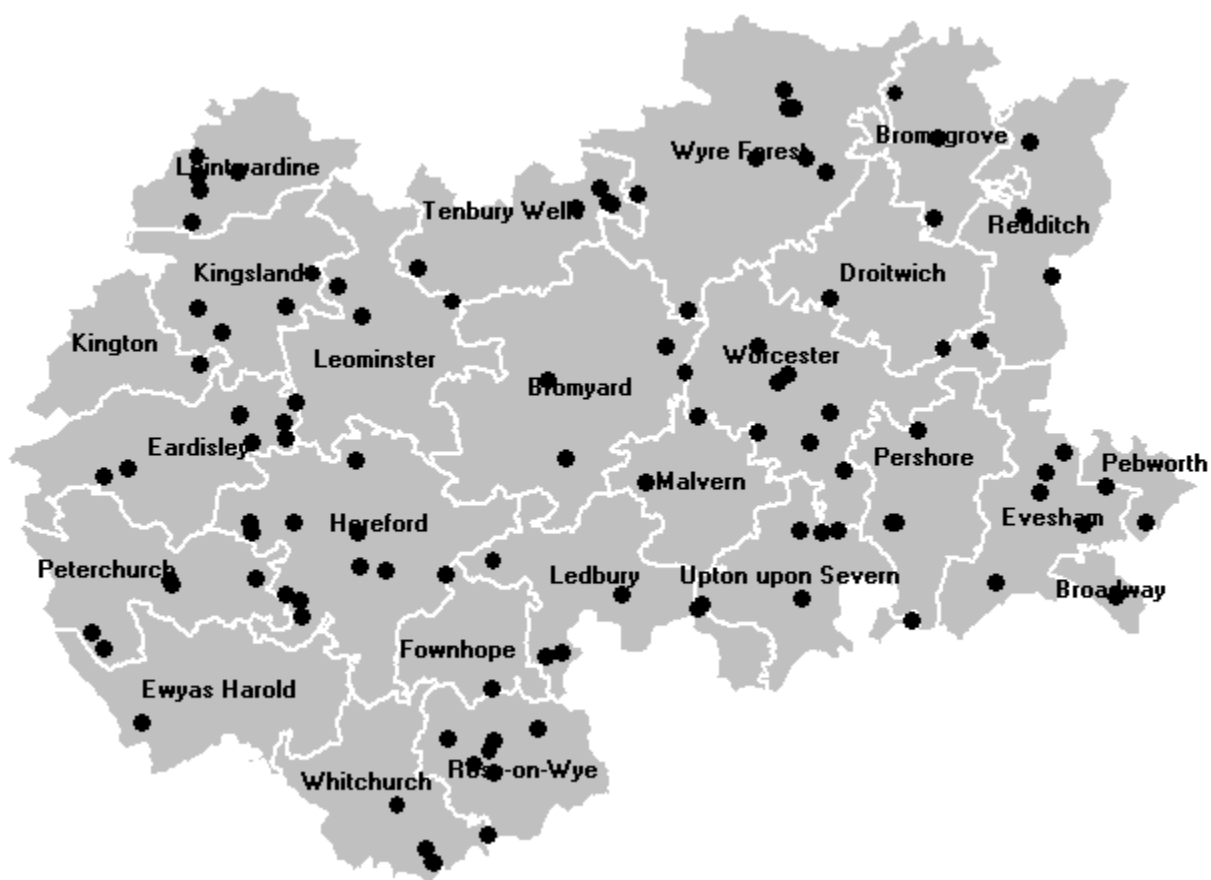 Bromsgrove
Wyre Forest
Leintwardine
Tenbury Wells
Redditch
Kingsland
Droitwich
Kington
Leominster
Worcester
Bromyard
Eardisley
Pershore
Pebworth
Malvern
Hereford
Evesham
Peterchurch
Ledbury
Upton upon Severn
Broadway
Fownhope
Ewyas Harold
Ross-on-Wye
Whitchurch